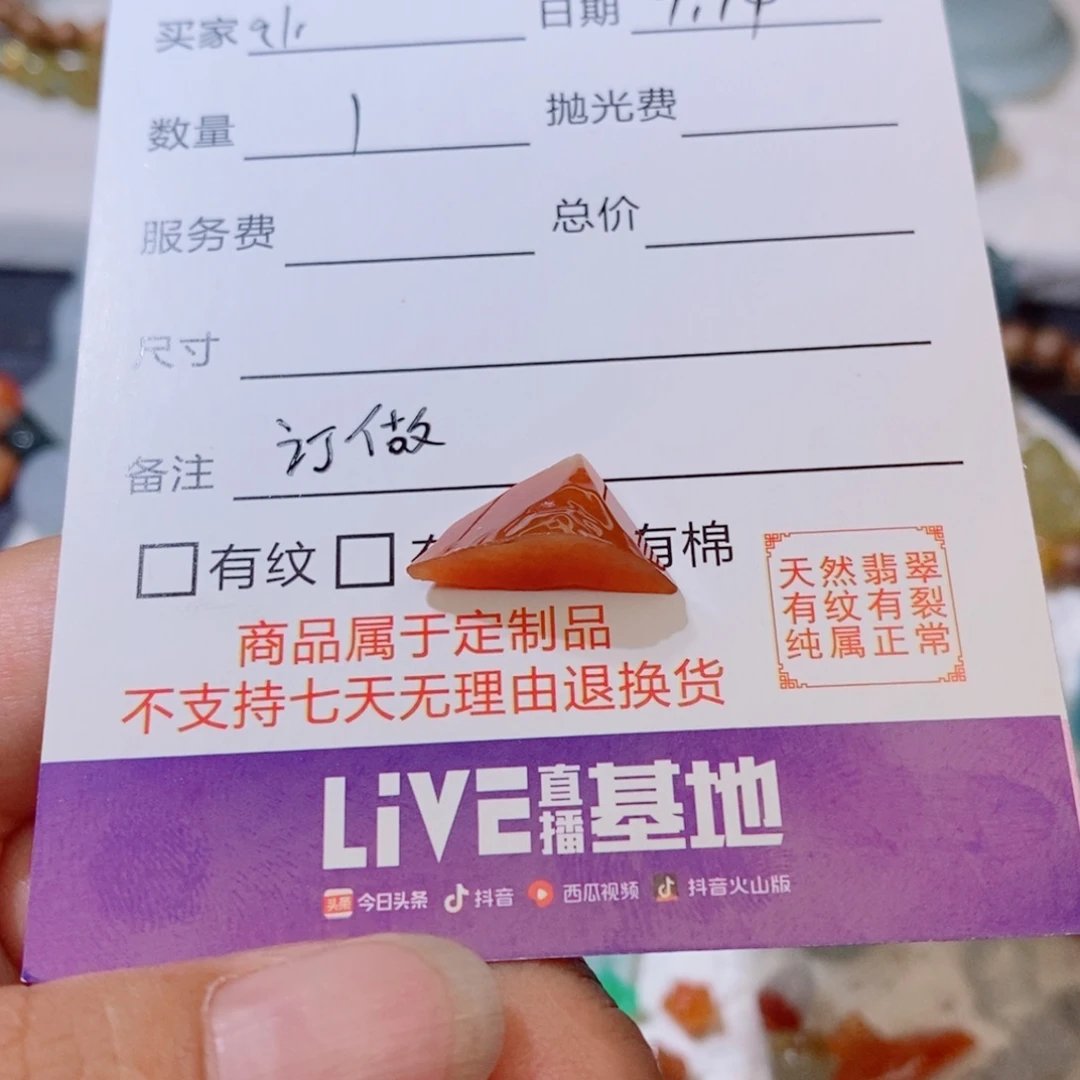 买家 日期
数量 1 抛光费
服务费 总价
尺寸
备注 订做
□有纹 □有 有棉
天然翡翠
有纹有裂
纯属正常
商品属于定制品
不支持七天无理由退换货
LiVE直播基地
头条 今日头条 抖音 西瓜视频 抖音火山版